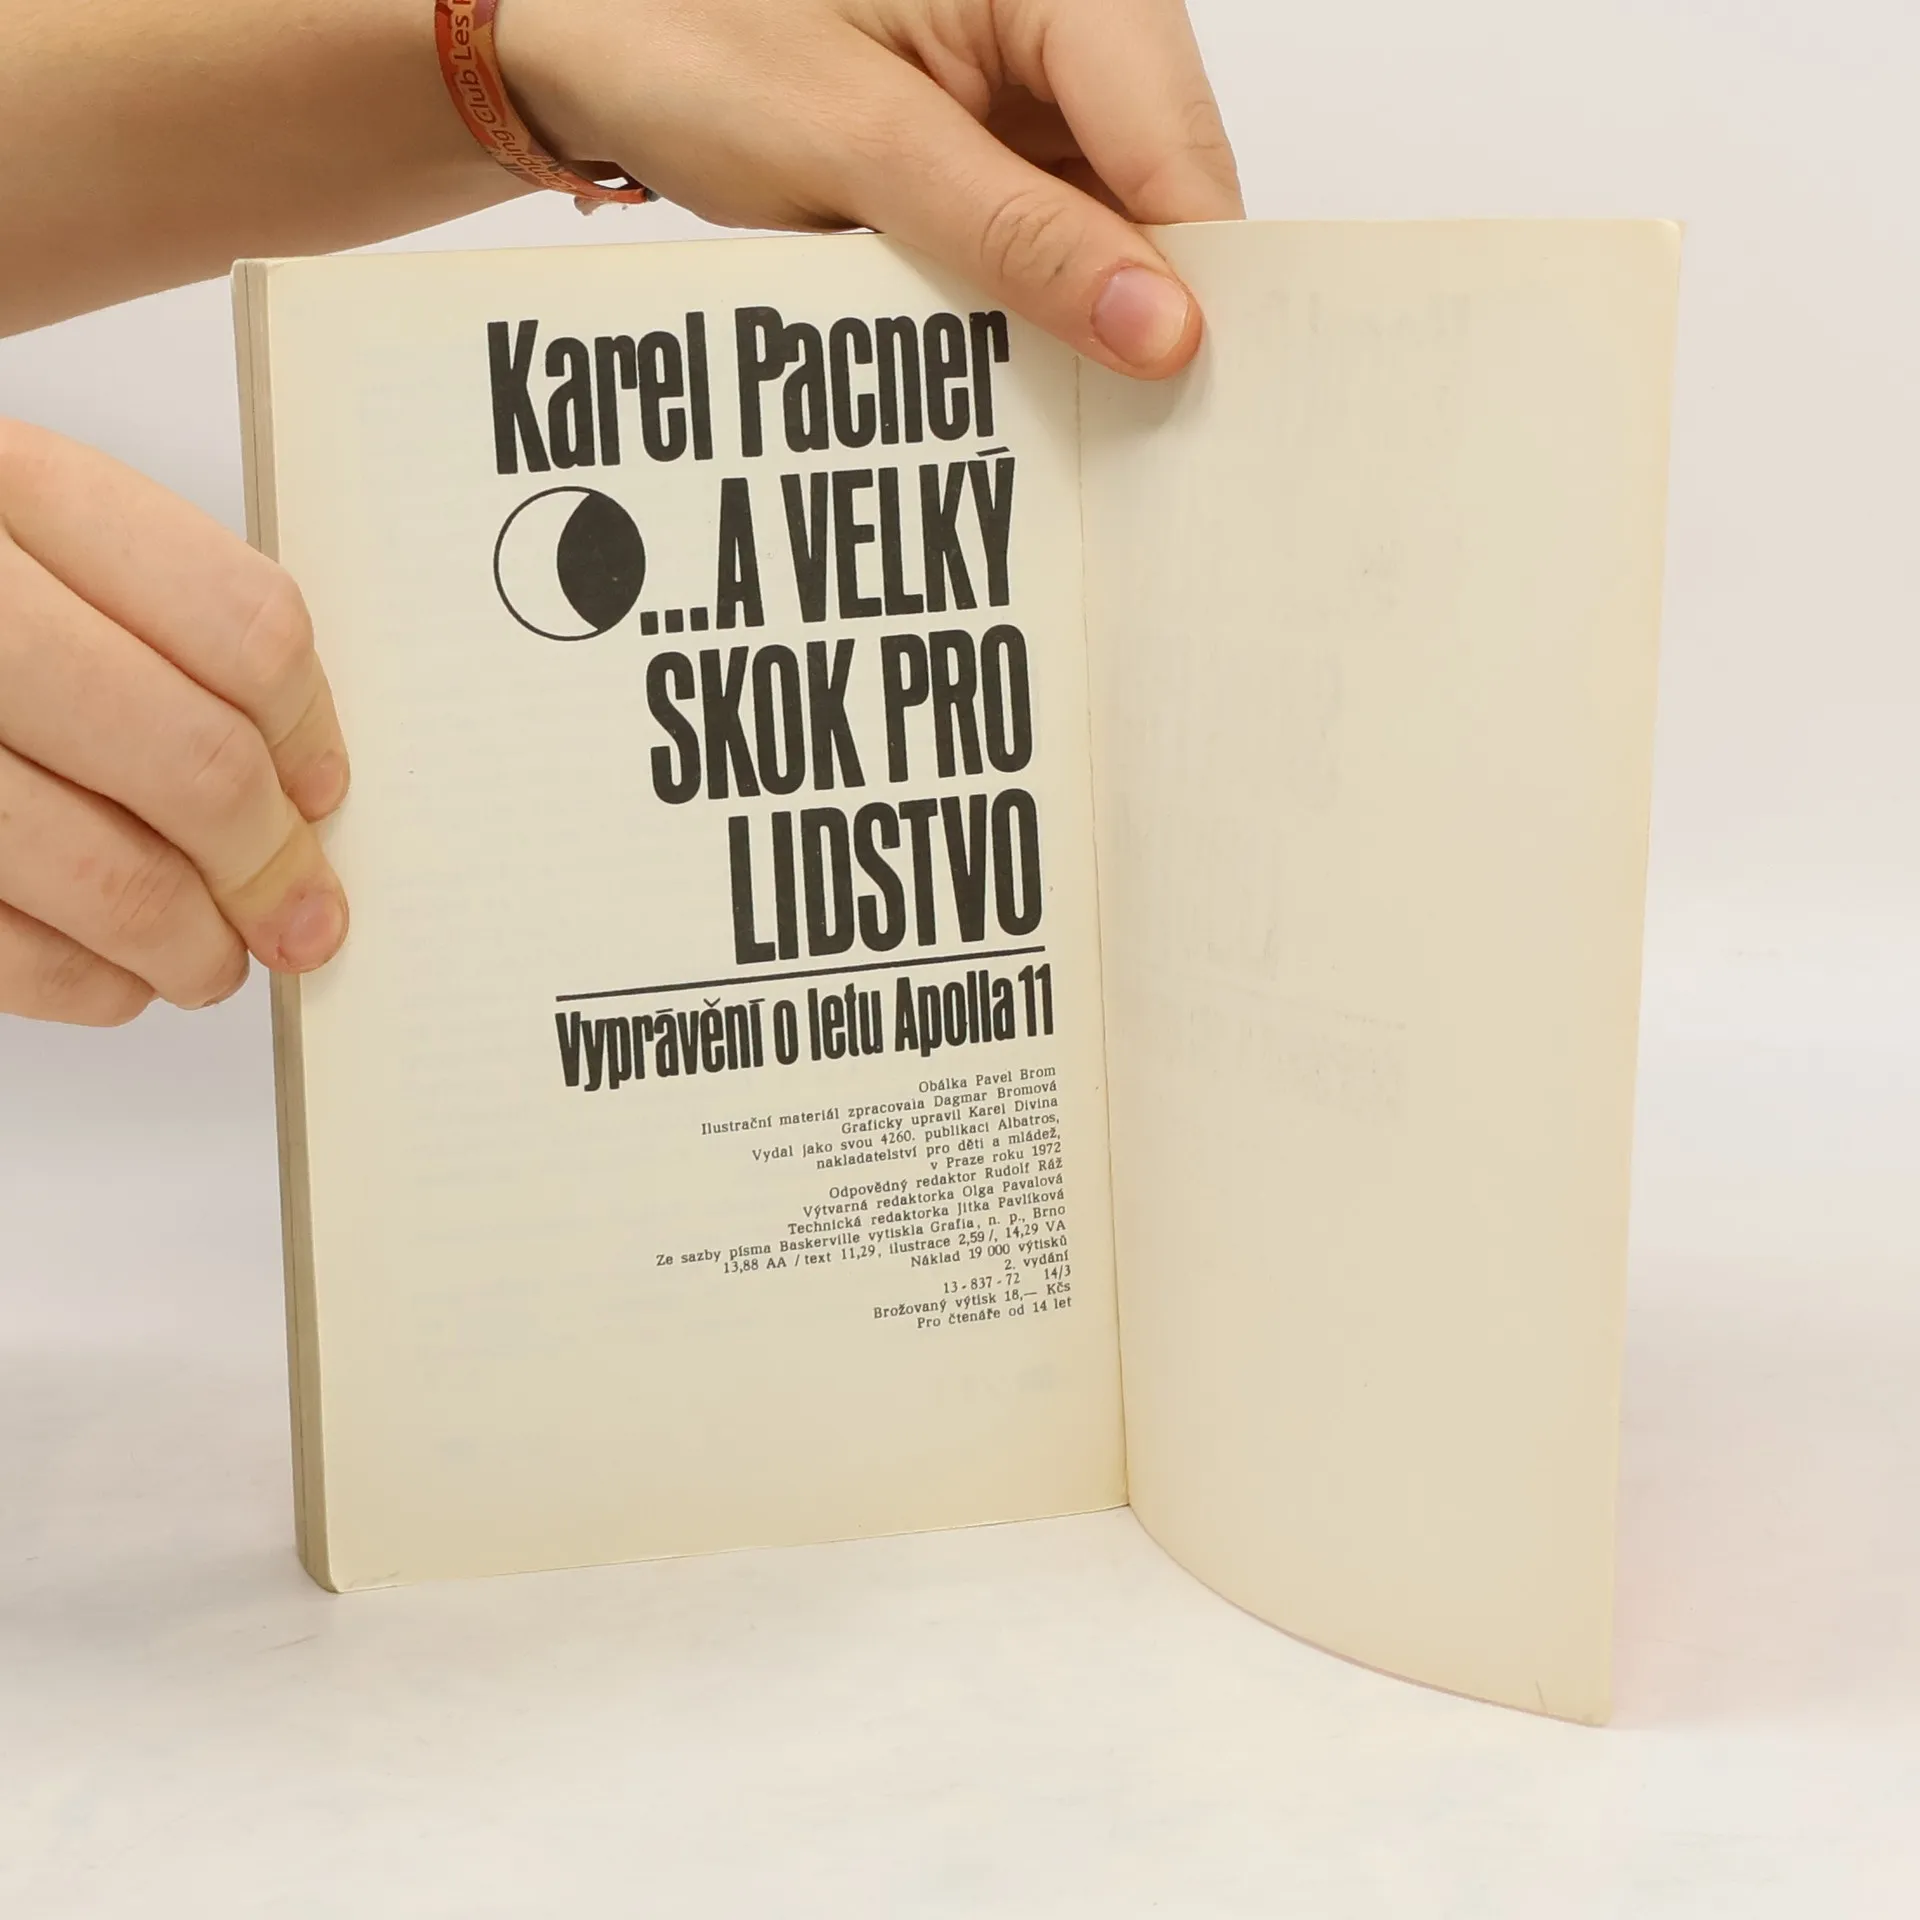 Camping Club Les
Karel Pacner
...A VELKÝ
SKOK PRO
LIDSTVO
Vyprávění o letu Apolla 11
Obálka Pavel Brom
Ilustrační materiál zpracovala Dagmar Bromová
Graficky upravil Karel Divina
Vydal jako svou 4260. publikaci Albatros,
nakladatelství pro děti a mládež,
v Praze roku 1972
Odpovědný redaktor Rudolf Ráž
Výtvarná redaktorka Olga Pavalová
Technická redaktorka Jitka Pavlíková
Ze sazby písma Baskerville vytiskla Grafia, n. p., Brno
13,88 AA /text 11,29, ilustrace 2,59/, 14,29 VA
Náklad 19 000 výtisků
2. vydání
13-837-72 14/3
Brožovaný výtisk 18,— Kčs
Pro čtenáře od 14 let